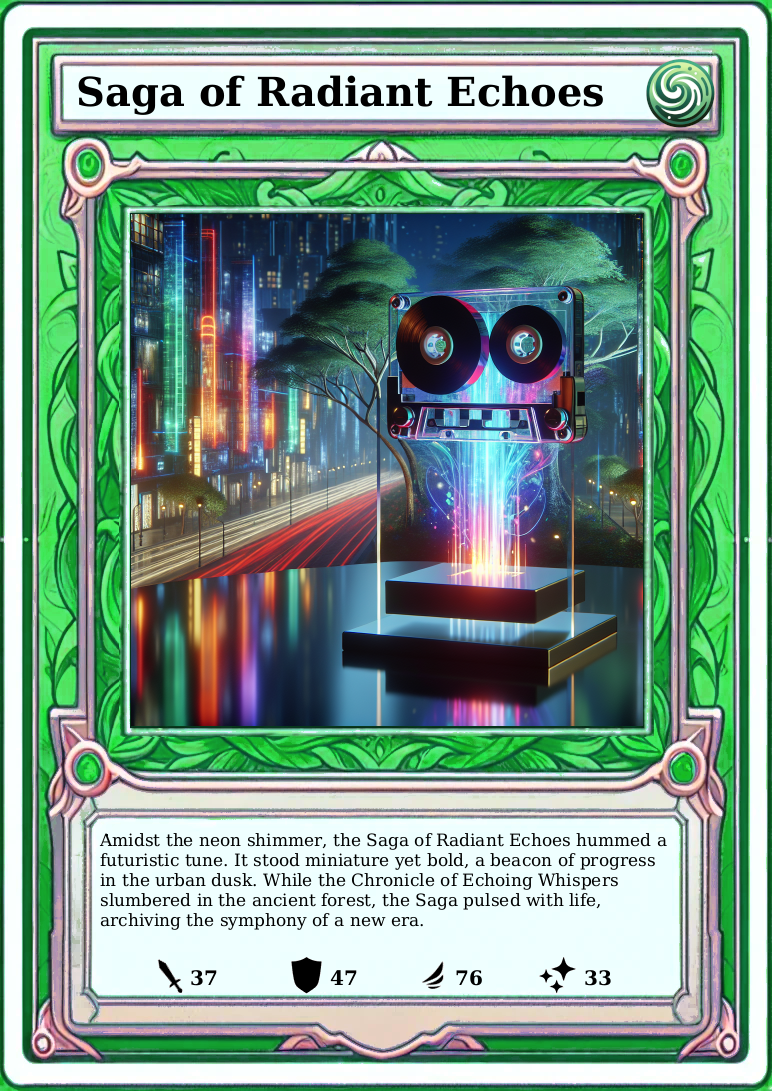 Saga of Radiant Echoes
Amidst the neon shimmer, the Saga of Radiant Echoes hummed a
futuristic tune. It stood miniature yet bold, a beacon of progress
in the urban dusk. While the Chronicle of Echoing Whispers
slumbered in the ancient forest, the Saga pulsed with life,
archiving the symphony of a new era.
37 47 76 33